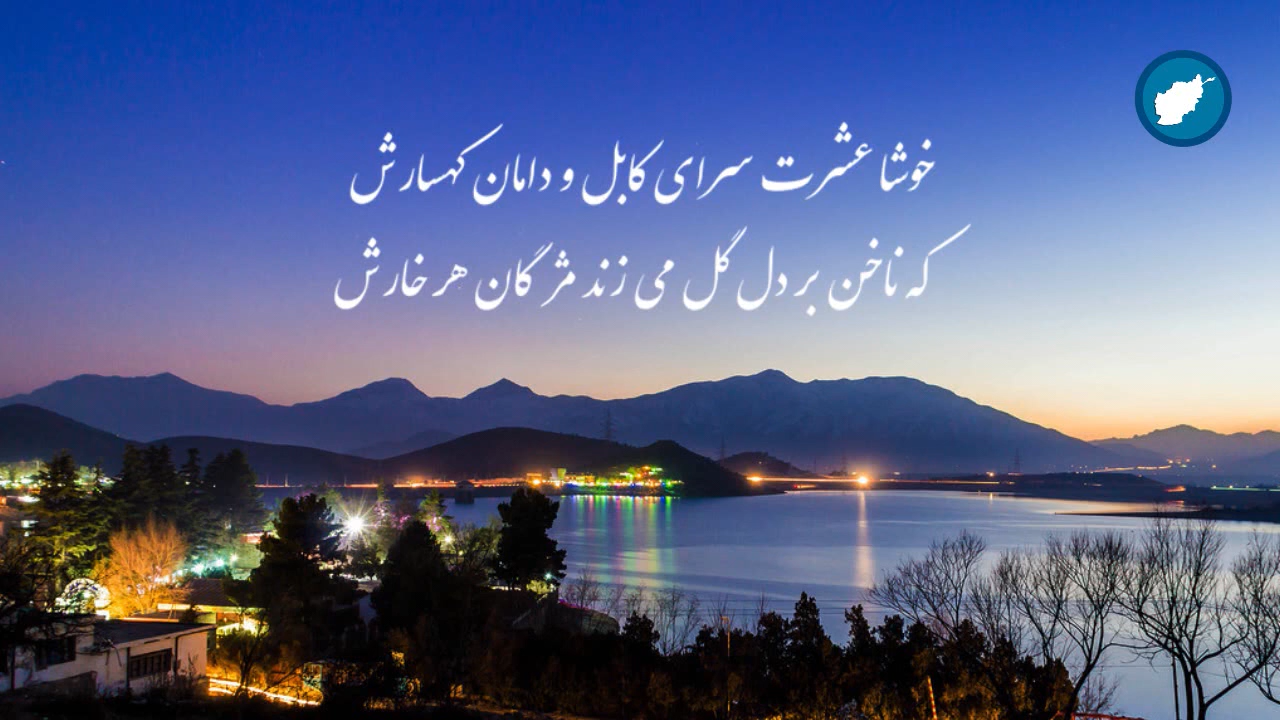 خوشا عشرت سرای کابل و دامان کهسارش
که ناخن بر دل گل می زند مژگان هر خارش